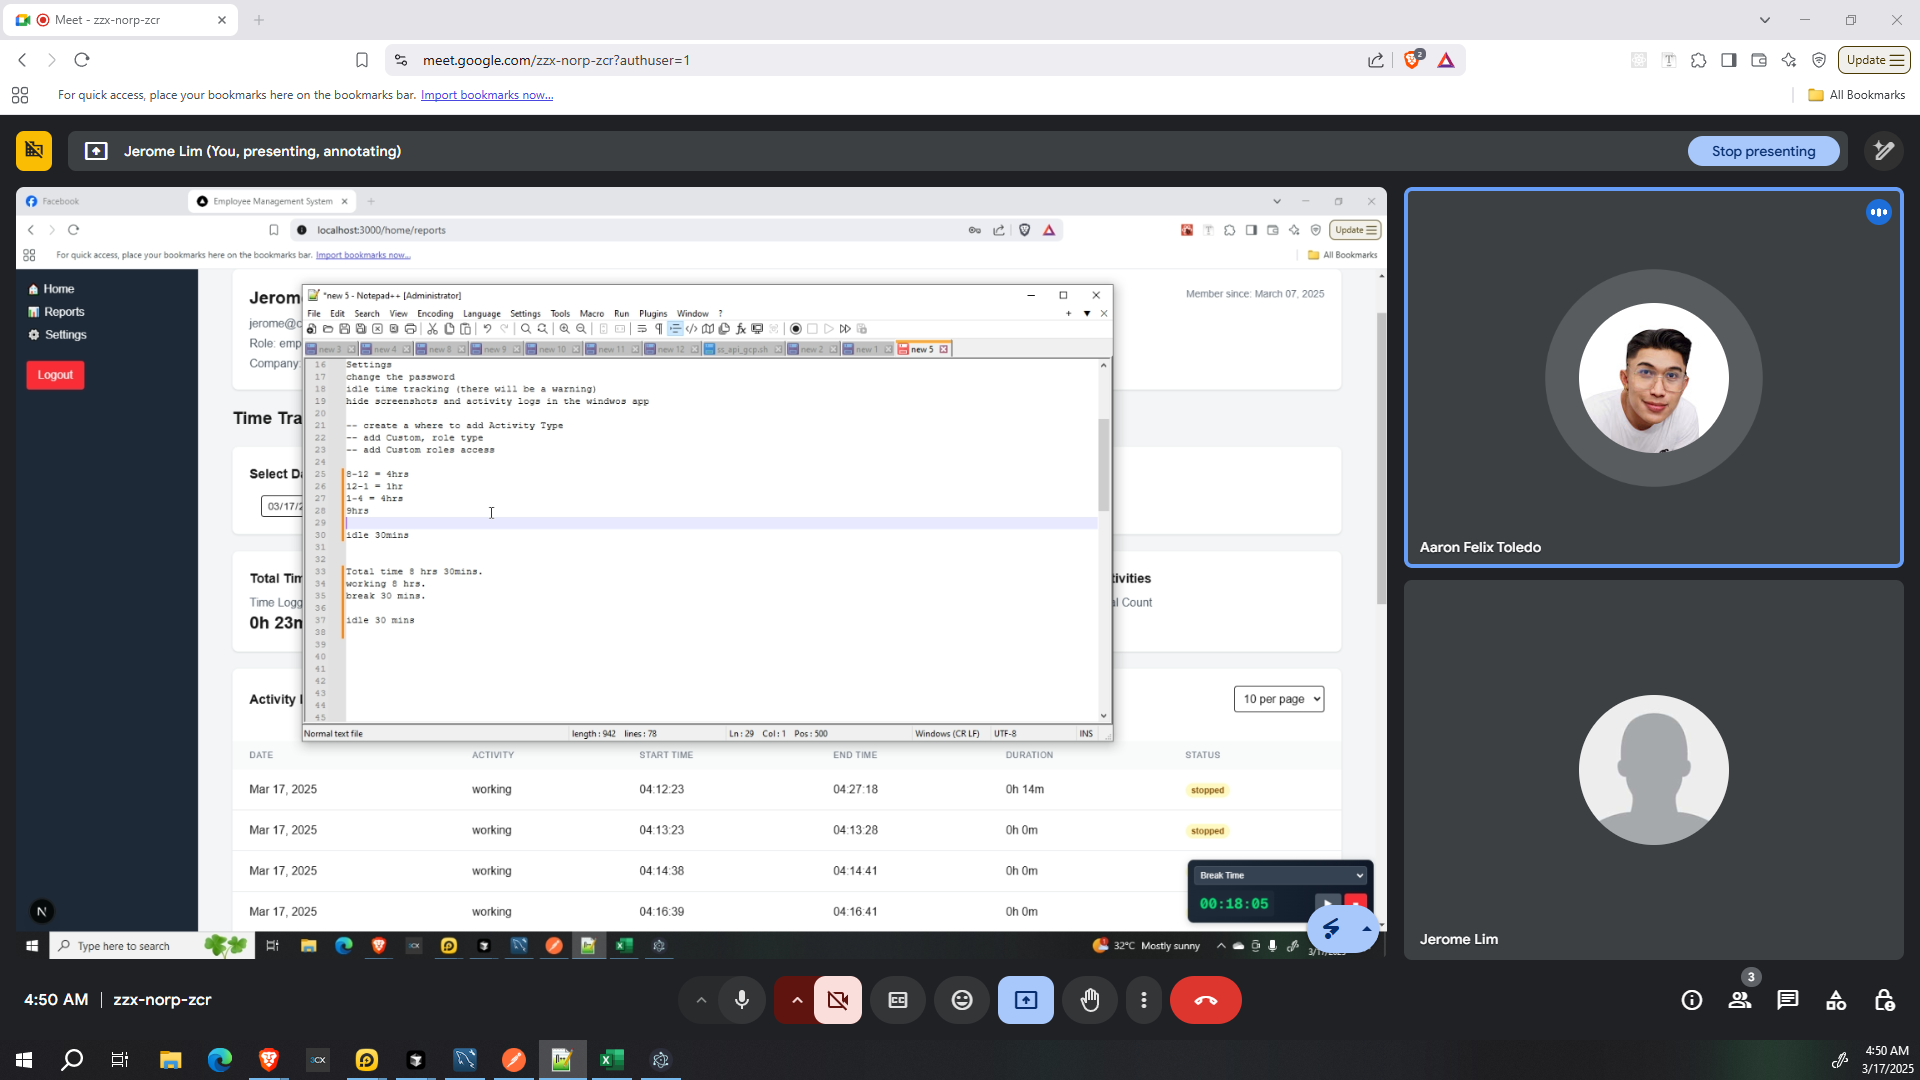 Meet - zzx-norp-zcr
meet.google.com/zzx-norp-zcr?authuser=1
2
Update
For quick access, place your bookmarks here on the bookmarks bar. Import bookmarks now...
All Bookmarks
Jerome Lim (You, presenting, annotating)
Stop presenting
Facebook
Employee Management System
localhost:3000/home/reports
Update
For quick access, place your bookmarks here on the bookmarks bar. Import bookmarks now...
All Bookmarks
Home
Reports
Settings
Logout
Jerom
jerome@c
Role: emp
Company:
Member since: March 07, 2025
Time Tra
Select Da
03/17/2
Total Tim
Time Logg
0h 23m
tivities
al Count
*new 5 - Notepad++ [Administrator]
File Edit Search View Encoding Language Settings Tools Macro Run Plugins Window ?
new 3 new 4 new 8 new 9 new 10 new 11 new 12 ss_api_gcp.sh new 2 new 1 new 5
16 Settings
17 change the password
18 idle time tracking (there will be a warning)
19 hide screenshots and activity logs in the windwos app
20
21 -- create a where to add Activity Type
22 -- add Custom, role type
23 -- add Custom roles access
24
25 8-12 = 4hrs
26 12-1 = 1hr
27 1-4 = 4hrs
28 9hrs
29
30 idle 30mins
31
32
33 Total time 8 hrs 30mins.
34 working 8 hrs.
35 break 30 mins.
36
37 idle 30 mins
38
39
40
41
42
43
44
45
Normal text file length : 942 lines : 78 Ln : 29 Col : 1 Pos : 500 Windows (CR LF) UTF-8 INS
Activity
10 per page
DATE ACTIVITY START TIME END TIME DURATION STATUS
Mar 17, 2025 working 04:12:23 04:27:18 0h 14m stopped
Mar 17, 2025 working 04:13:23 04:13:28 0h 0m stopped
Mar 17, 2025 working 04:14:38 04:14:41 0h 0m
Mar 17, 2025 working 04:16:39 04:16:41 0h 0m
Break Time
00:18:05
N
Type here to search
32°C Mostly sunny
Aaron Felix Toledo
Jerome Lim
4:50 AM | zzx-norp-zcr
3
4:50 AM
3/17/2025